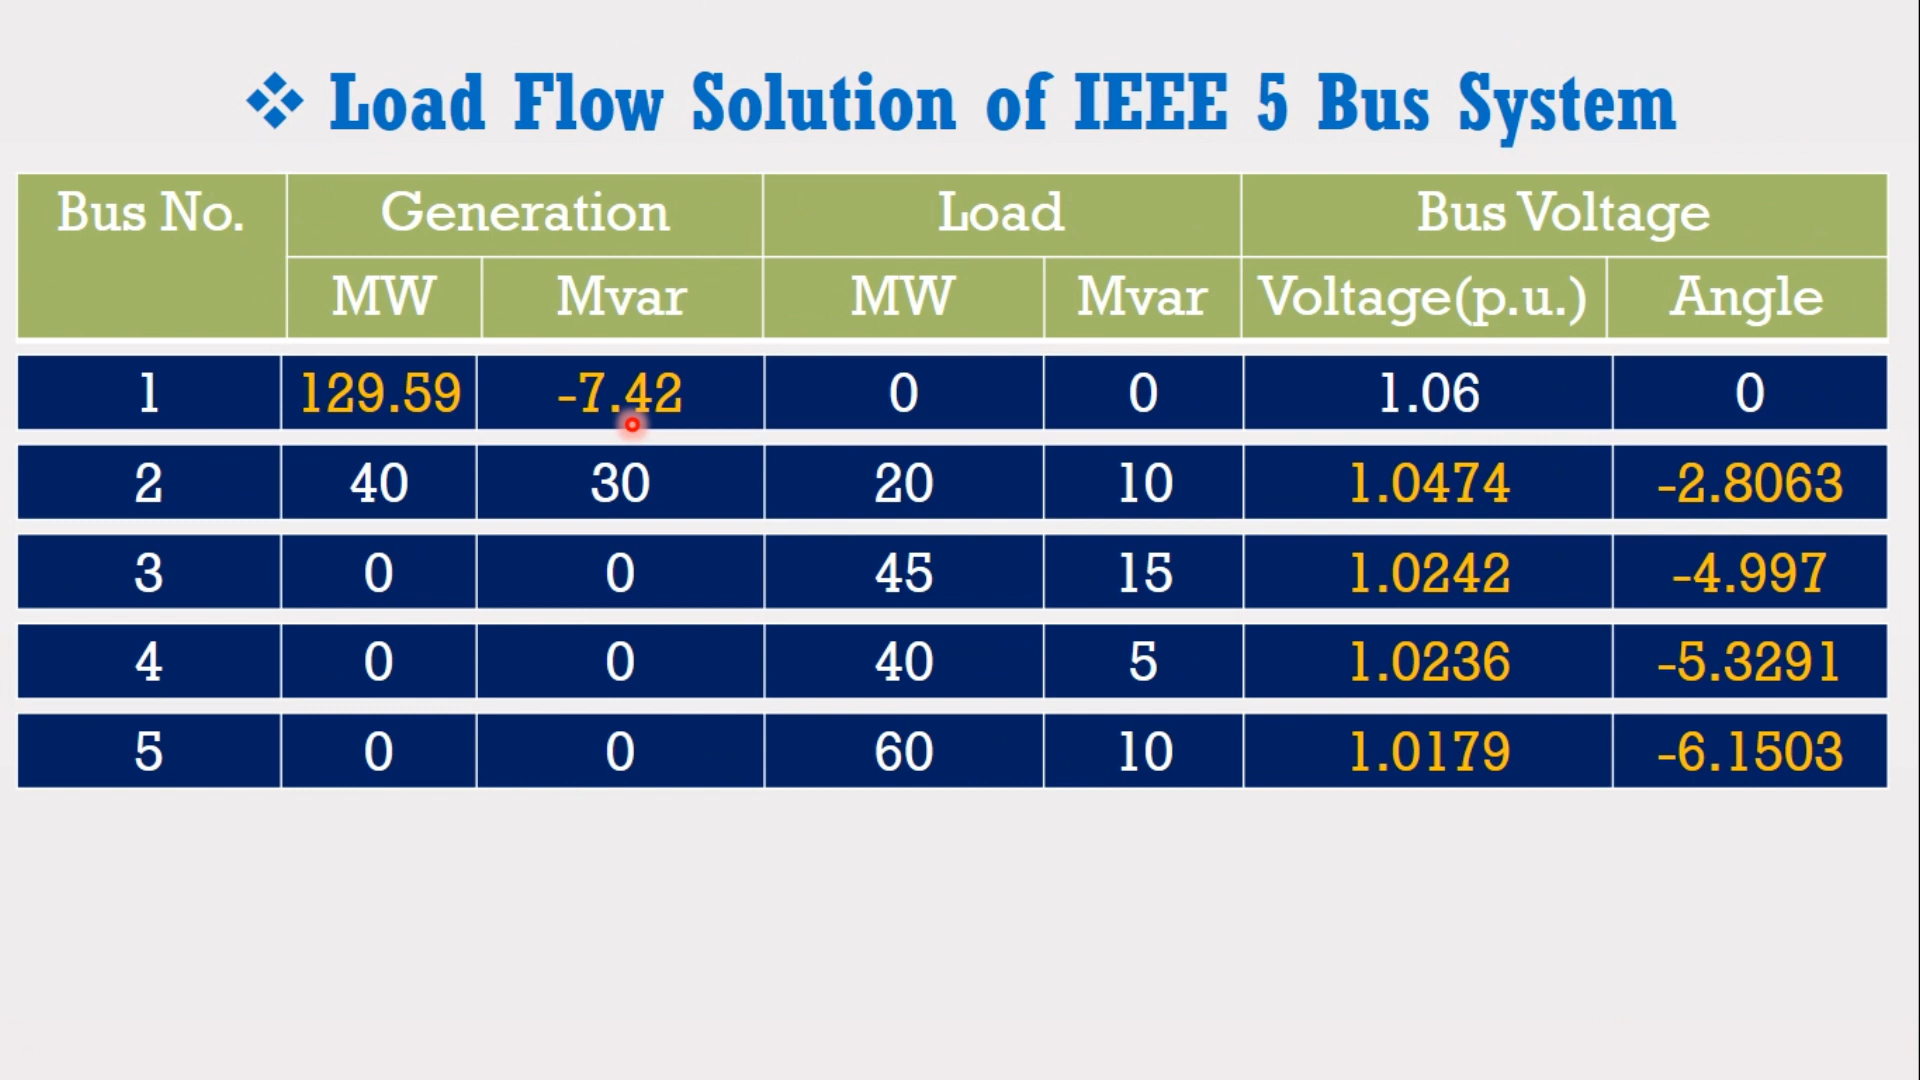 Load Flow Solution of IEEE 5 Bus System
Bus No. Generation Load Bus Voltage
MW Mvar MW Mvar Voltage(p.u.) Angle
1 129.59 -7.42 0 0 1.06 0
2 40 30 20 10 1.0474 -2.8063
3 0 0 45 15 1.0242 -4.997
4 0 0 40 5 1.0236 -5.3291
5 0 0 60 10 1.0179 -6.1503